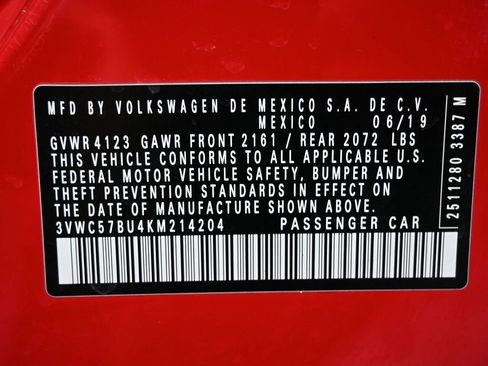 MFD BY VOLKSWAGEN DE MEXICO S.A. DE C.V.
MEXICO 06/19
GVWR 4123 GAWR FRONT 2161 / REAR 2072 LBS
THIS VEHICLE CONFORMS TO ALL APPLICABLE U.S.
FEDERAL MOTOR VEHICLE SAFETY, BUMPER AND
THEFT PREVENTION STANDARDS IN EFFECT ON
THE DATE OF MANUFACTURE SHOWN ABOVE.
3VWC57BU4KM214204 PASSENGER CAR
2511280 3387 M